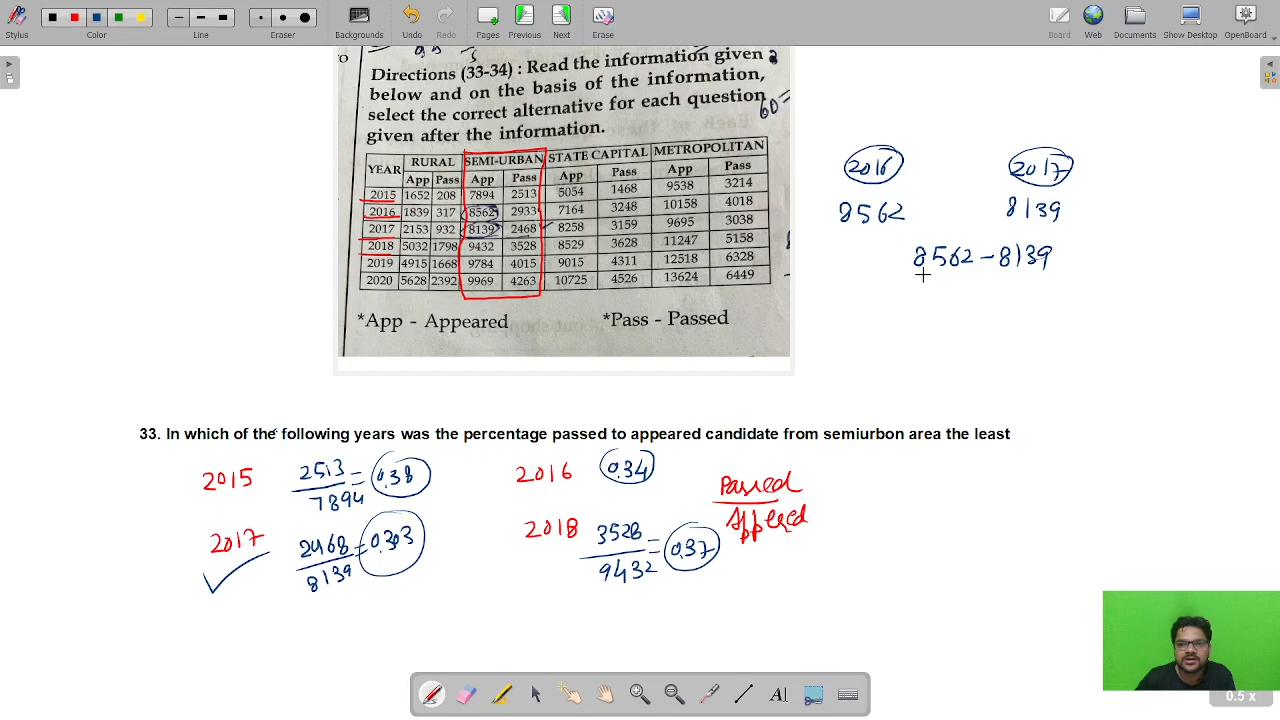 Stylus
Color
Line
Eraser
Backgrounds
Undo
Redo
Pages
Previous
Next
Erase
Board
Web
Documents
Show Desktop
OpenBoard
Directions (33-34) : Read the information given
below and on the basis of the information,
select the correct alternative for each question
given after the information.
60=
YEAR RURAL SEMI-URBAN STATE CAPITAL METROPOLITAN
App Pass App Pass App Pass App Pass
2015 1652 208 7894 2513 5054 1468 9538 3214
2016 1839 317 8562 2933 7164 3248 10158 4018
2017 2153 932 8139 2468 8258 3159 9695 3038
2018 5032 1798 9432 3528 8529 3628 11247 5158
2019 4915 1668 9784 4015 9015 4311 12518 6328
2020 5628 2392 9969 4263 10725 4526 13624 6449
*App - Appeared *Pass - Passed
2016 2017
8562 8139
8562 - 8139
33. In which of the following years was the percentage passed to appeared candidate from semiurbon area the least
2015 2513/7894 = 0.38 2016 0.34
Passed
Appered
2017 2468/8139 = 0.303 2018 3528/9432 = 0.37
0.5 x